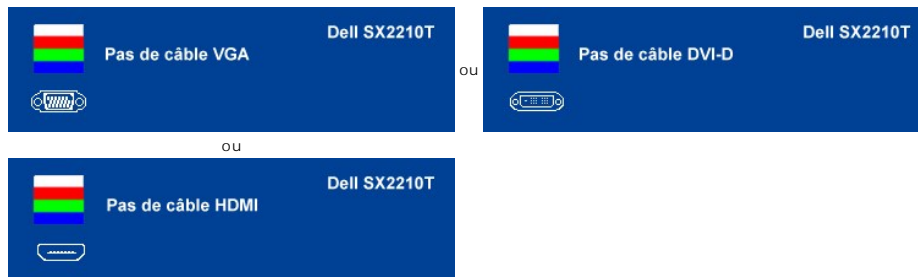 Dell SX2210T
Pas de câble VGA
ou
Dell SX2210T
Pas de câble DVI-D
ou
Dell SX2210T
Pas de câble HDMI